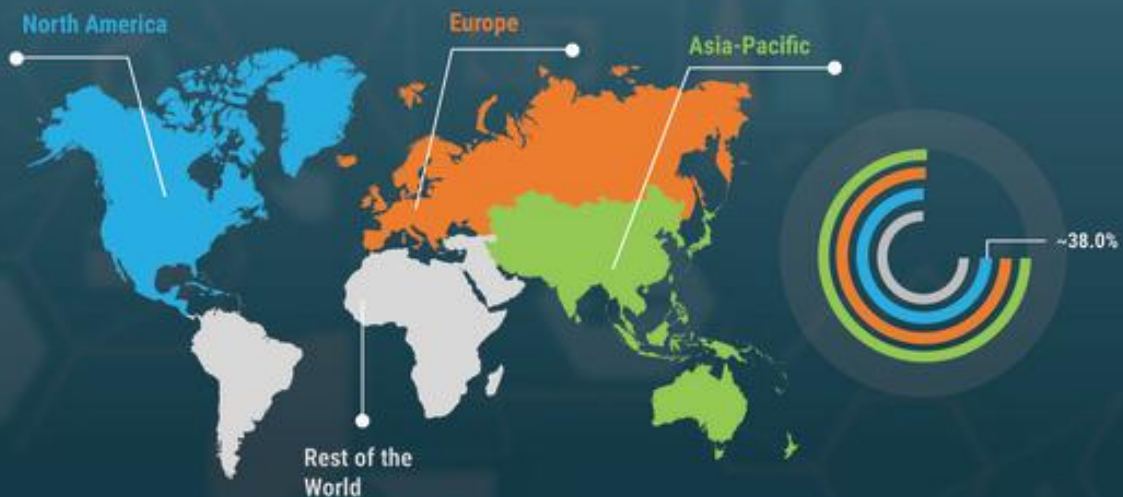 North America
Europe
Asia-Pacific
~38.0%
Rest of the
World